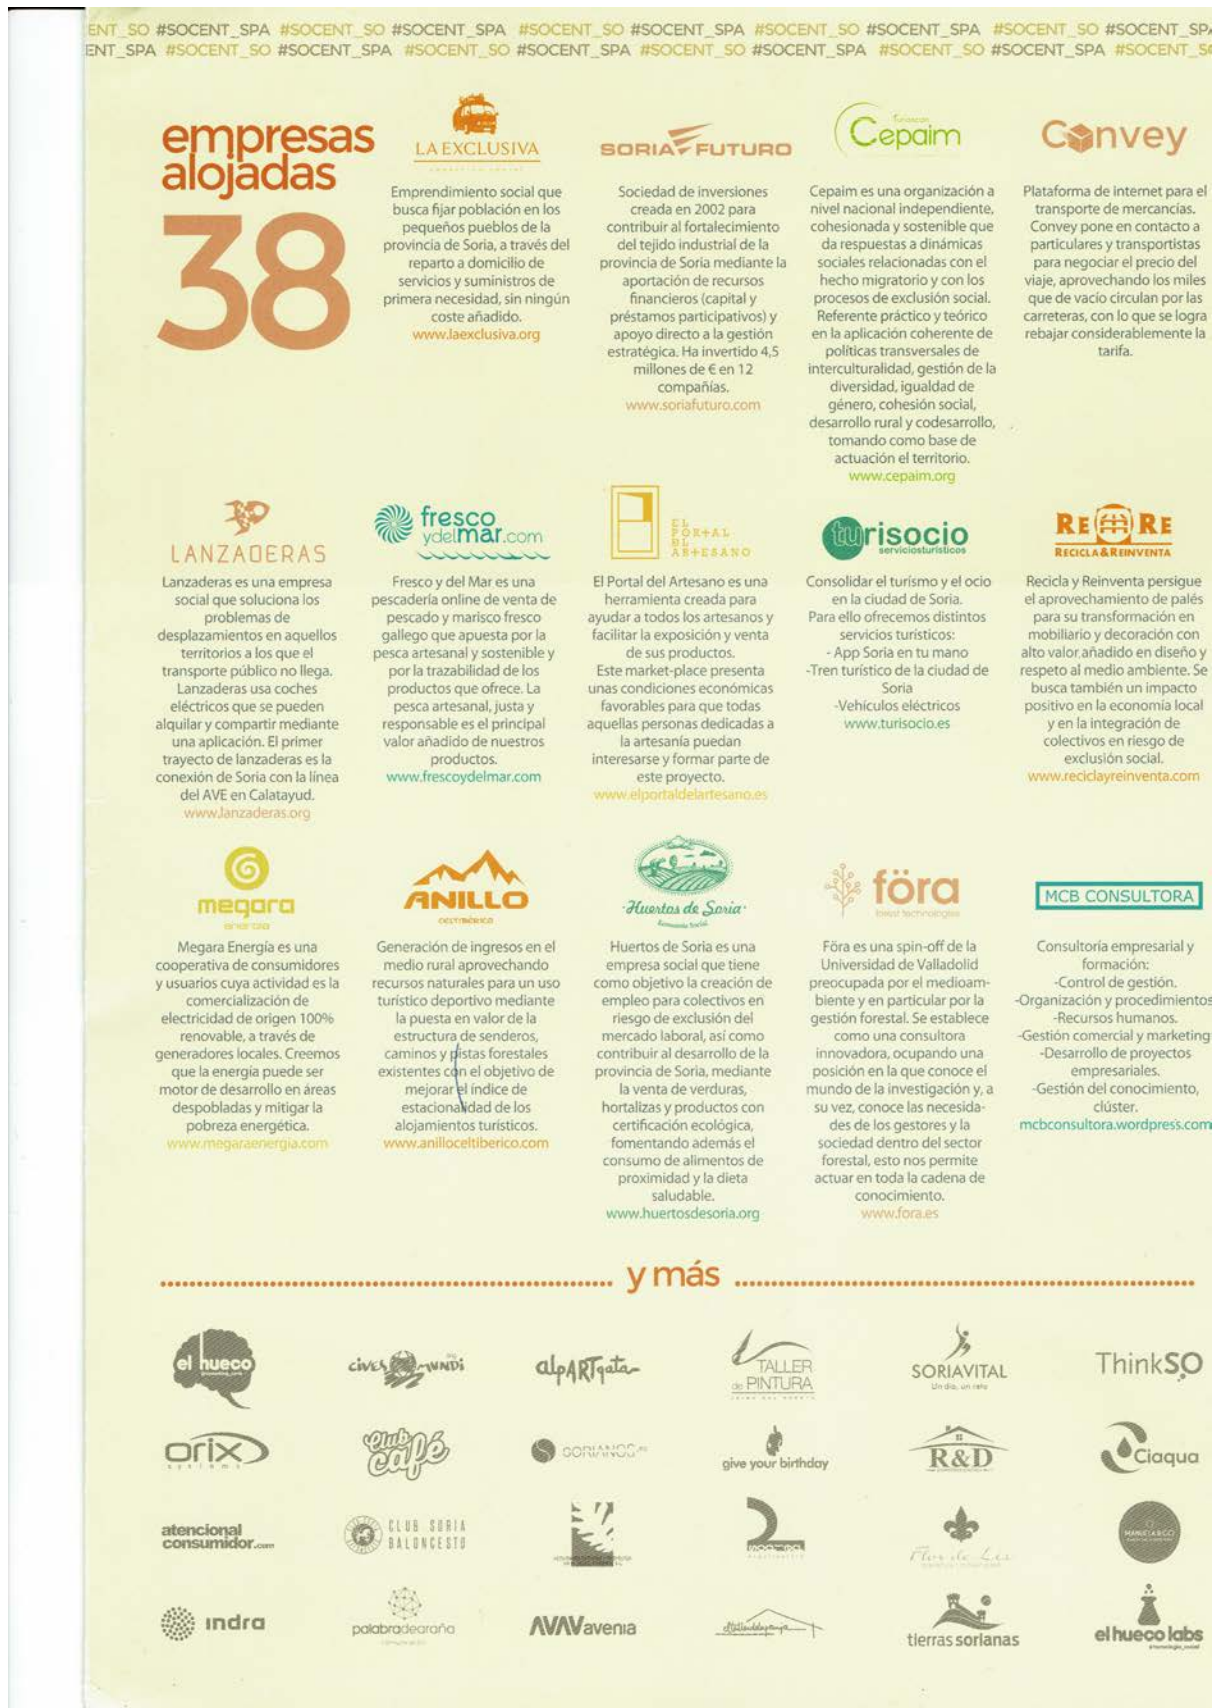 ENT_SO #SOCENT_SPA #SOCENT_SO #SOCENT_SPA #SOCENT_SO #SOCENT_SPA #SOCENT_SO #SOCENT_SPA
ENT_SPA #SOCENT_SO #SOCENT_SPA #SOCENT_SO #SOCENT_SPA #SOCENT_SO #SOCENT_SPA #SOCENT_SO #SOCENT_SPA #SOCENT_SO
empresas
alojadas
38
LA EXCLUSIVA
Emprendimiento social que
busca fijar población en los
pequeños pueblos de la
provincia de Soria, a través del
reparto a domicilio de
servicios y suministros de
primera necesidad, sin ningún
coste añadido.
www.laexclusiva.org
SORIA FUTURO
Sociedad de inversiones
creada en 2002 para
contribuir al fortalecimiento
del tejido industrial de la
provincia de Soria mediante la
aportación de recursos
financieros (capital y
préstamos participativos) y
apoyo directo a la gestión
estratégica. Ha invertido 4,5
millones de € en 12
compañías.
www.soriafuturo.com
Cepaim
Cepaim es una organización a
nivel nacional independiente,
cohesionada y sostenible que
da respuestas a dinámicas
sociales relacionadas con el
hecho migratorio y con los
procesos de exclusión social.
Referente práctico y teórico
en la aplicación coherente de
políticas transversales de
interculturalidad, gestión de la
diversidad, igualdad de
género, cohesión social,
desarrollo rural y codesarrollo,
tomando como base de
actuación el territorio.
www.cepaim.org
Convey
Plataforma de internet para el
transporte de mercancías.
Convey pone en contacto a
particulares y transportistas
para negociar el precio del
viaje, aprovechando los miles
que de vacío circulan por las
carreteras, con lo que se logra
rebajar considerablemente la
tarifa.
LANZADERAS
Lanzaderas es una empresa
social que soluciona los
problemas de
desplazamientos en aquellos
territorios a los que el
transporte público no llega.
Lanzaderas usa coches
eléctricos que se pueden
alquilar y compartir mediante
una aplicación. El primer
trayecto de lanzaderas es la
conexión de Soria con la línea
del AVE en Calatayud.
www.lanzaderas.org
fresco
ydelmar.com
Fresco y del Mar es una
pescadería online de venta de
pescado y marisco fresco
gallego que apuesta por la
pesca artesanal y sostenible y
por la trazabilidad de los
productos que ofrece. La
pesca artesanal, justa y
responsable es el principal
valor añadido de nuestros
productos.
www.frescoydelmar.com
EL
POR+AL
DEL
AR+ESANO
El Portal del Artesano es una
herramienta creada para
ayudar a todos los artesanos y
facilitar la exposición y venta
de sus productos.
Este market-place presenta
unas condiciones económicas
favorables para que todas
aquellas personas dedicadas a
la artesanía puedan
interesarse y formar parte de
este proyecto.
www.elportaldelartesano.es
turisocio
serviciosturísticos
Consolidar el turísmo y el ocio
en la ciudad de Soria.
Para ello ofrecemos distintos
servicios turísticos:
- App Soria en tu mano
-Tren turístico de la ciudad de
Soria
-Vehículos eléctricos
www.turisocio.es
RE RE
RECICLA&REINVENTA
Recicla y Reinventa persigue
el aprovechamiento de palés
para su transformación en
mobiliario y decoración con
alto valor añadido en diseño y
respeto al medio ambiente. Se
busca también un impacto
positivo en la economía local
y en la integración de
colectivos en riesgo de
exclusión social.
www.reciclayreinventa.com
megara
energía
Megara Energía es una
cooperativa de consumidores
y usuarios cuya actividad es la
comercialización de
electricidad de origen 100%
renovable, a través de
generadores locales. Creemos
que la energía puede ser
motor de desarrollo en áreas
despobladas y mitigar la
pobreza energética.
www.megaraenergia.com
ANILLO
CELTIBÉRICO
Generación de ingresos en el
medio rural aprovechando
recursos naturales para un uso
turístico deportivo mediante
la puesta en valor de la
estructura de senderos,
caminos y pistas forestales
existentes con el objetivo de
mejorar el índice de
estacionalidad de los
alojamientos turísticos.
www.anilloceltiberico.com
Huertos de Soria
Economía Social
Huertos de Soria es una
empresa social que tiene
como objetivo la creación de
empleo para colectivos en
riesgo de exclusión del
mercado laboral, así como
contribuir al desarrollo de la
provincia de Soria, mediante
la venta de verduras,
hortalizas y productos con
certificación ecológica,
fomentando además el
consumo de alimentos de
proximidad y la dieta
saludable.
www.huertosdesoria.org
föra
forest technologies
Föra es una spin-off de la
Universidad de Valladolid
preocupada por el medioam-
biente y en particular por la
gestión forestal. Se establece
como una consultora
innovadora, ocupando una
posición en la que conoce el
mundo de la investigación y, a
su vez, conoce las necesida-
des de los gestores y la
sociedad dentro del sector
forestal, esto nos permite
actuar en toda la cadena de
conocimiento.
www.fora.es
MCB CONSULTORA
Consultoría empresarial y
formación:
-Control de gestión.
-Organización y procedimientos
-Recursos humanos.
-Gestión comercial y marketing
-Desarrollo de proyectos
empresariales.
-Gestión del conocimiento,
clúster.
mcbconsultora.wordpress.com
y más
el hueco
cives mundi
alpARTgata
TALLER
de PINTURA
SORIAVITAL
Un día, un reto
ThinkSO
orix
systems
Club
café
SORIANOS
give your birthday
R&D
Ciaqua
atencional
consumidor.com
CLUB SORIA
BALONCESTO
Flor de Lis
MANUELA&CO
indra
palabradearaña
AVAVavenia
tierras sorianas
el hueco labs